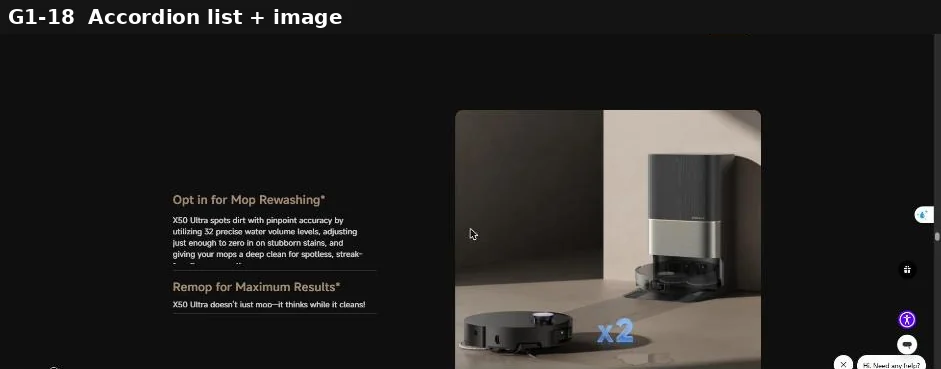 G1-18 Accordion list + image
Opt in for Mop Rewashing*
X50 Ultra spots dirt with pinpoint accuracy by
utilizing 32 precise water volume levels, adjusting
just enough to zero in on stubborn stains, and
giving your mops a deep clean for spotless, streak-
Remop for Maximum Results*
X50 Ultra doesn't just mop—it thinks while it cleans!
x2
Hi. Need any help?